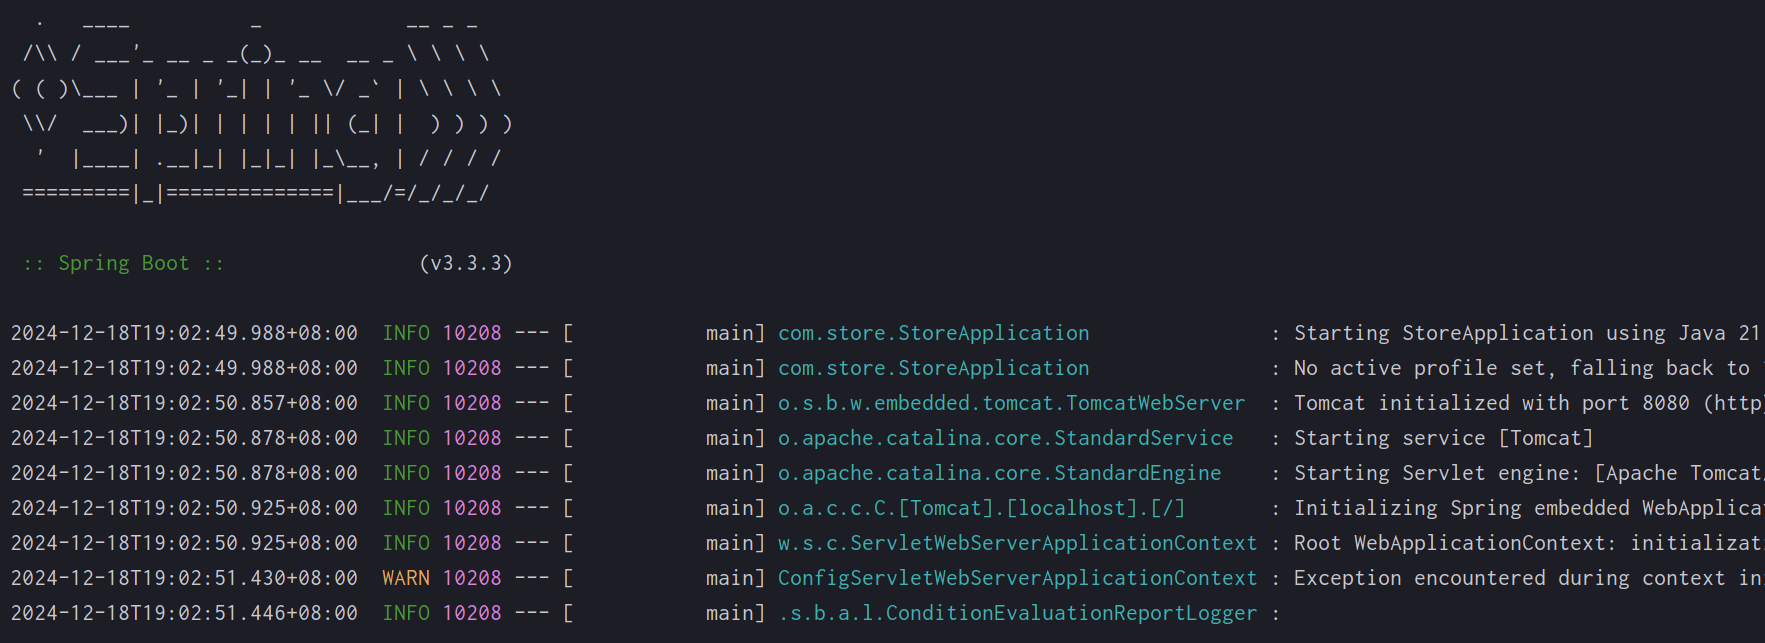 .   ____          _            __ _ _
 /\\ / ___'_ __ _ _(_)_ __  __ _ \ \ \ \
( ( )\___ | '_ | '_| | '_ \/ _` | \ \ \ \
 \\/  ___)| |_)| | | | | || (_| |  ) ) ) )
  '  |____| .__|_| |_|_| |_\__, | / / / /
 =========|_|==============|___/=/_/_/_/

 :: Spring Boot ::                (v3.3.3)

2024-12-18T19:02:49.988+08:00  INFO 10208 --- [           main] com.store.StoreApplication               : Starting StoreApplication using Java 21
2024-12-18T19:02:49.988+08:00  INFO 10208 --- [           main] com.store.StoreApplication               : No active profile set, falling back to
2024-12-18T19:02:50.857+08:00  INFO 10208 --- [           main] o.s.b.w.embedded.tomcat.TomcatWebServer  : Tomcat initialized with port 8080 (http
2024-12-18T19:02:50.878+08:00  INFO 10208 --- [           main] o.apache.catalina.core.StandardService   : Starting service [Tomcat]
2024-12-18T19:02:50.878+08:00  INFO 10208 --- [           main] o.apache.catalina.core.StandardEngine    : Starting Servlet engine: [Apache Tomcat
2024-12-18T19:02:50.925+08:00  INFO 10208 --- [           main] o.a.c.c.C.[Tomcat].[localhost].[/]       : Initializing Spring embedded WebApplica
2024-12-18T19:02:50.925+08:00  INFO 10208 --- [           main] w.s.c.ServletWebServerApplicationContext : Root WebApplicationContext: initializat
2024-12-18T19:02:51.430+08:00  WARN 10208 --- [           main] ConfigServletWebServerApplicationContext : Exception encountered during context in
2024-12-18T19:02:51.446+08:00  INFO 10208 --- [           main] .s.b.a.l.ConditionEvaluationReportLogger :